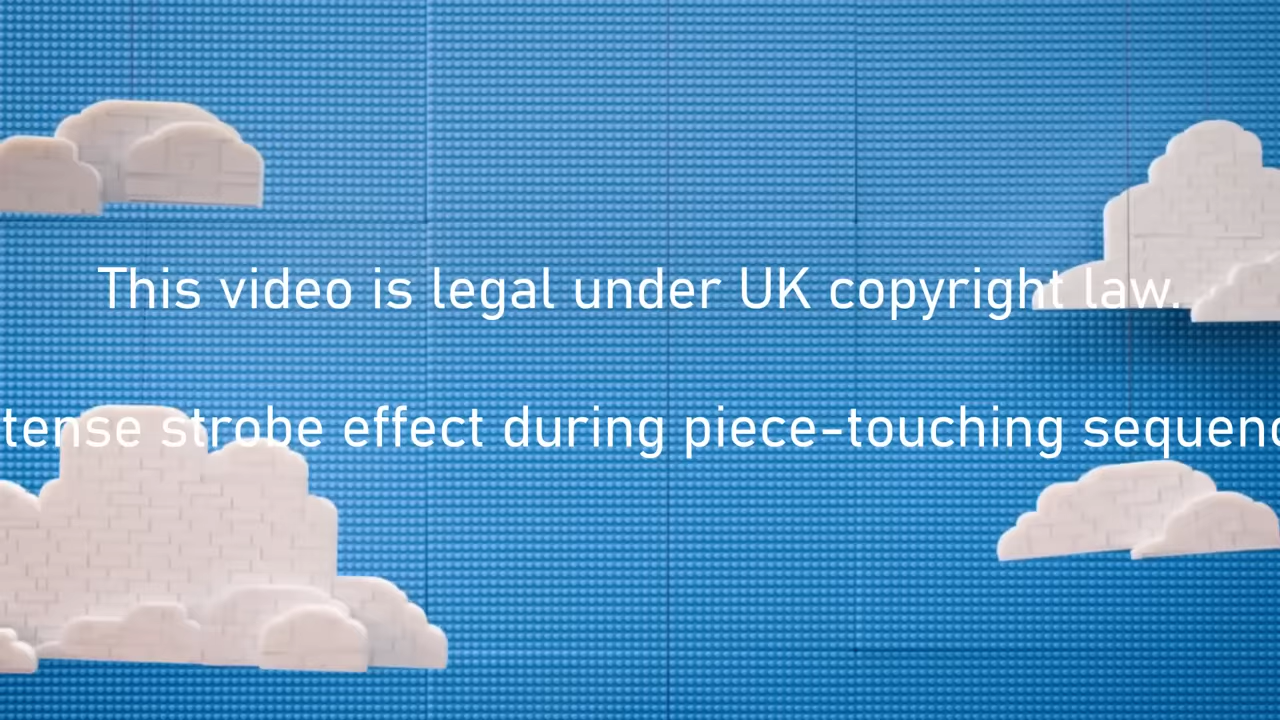 This video is legal under UK copyright law.
tense strobe effect during piece-touching sequenc